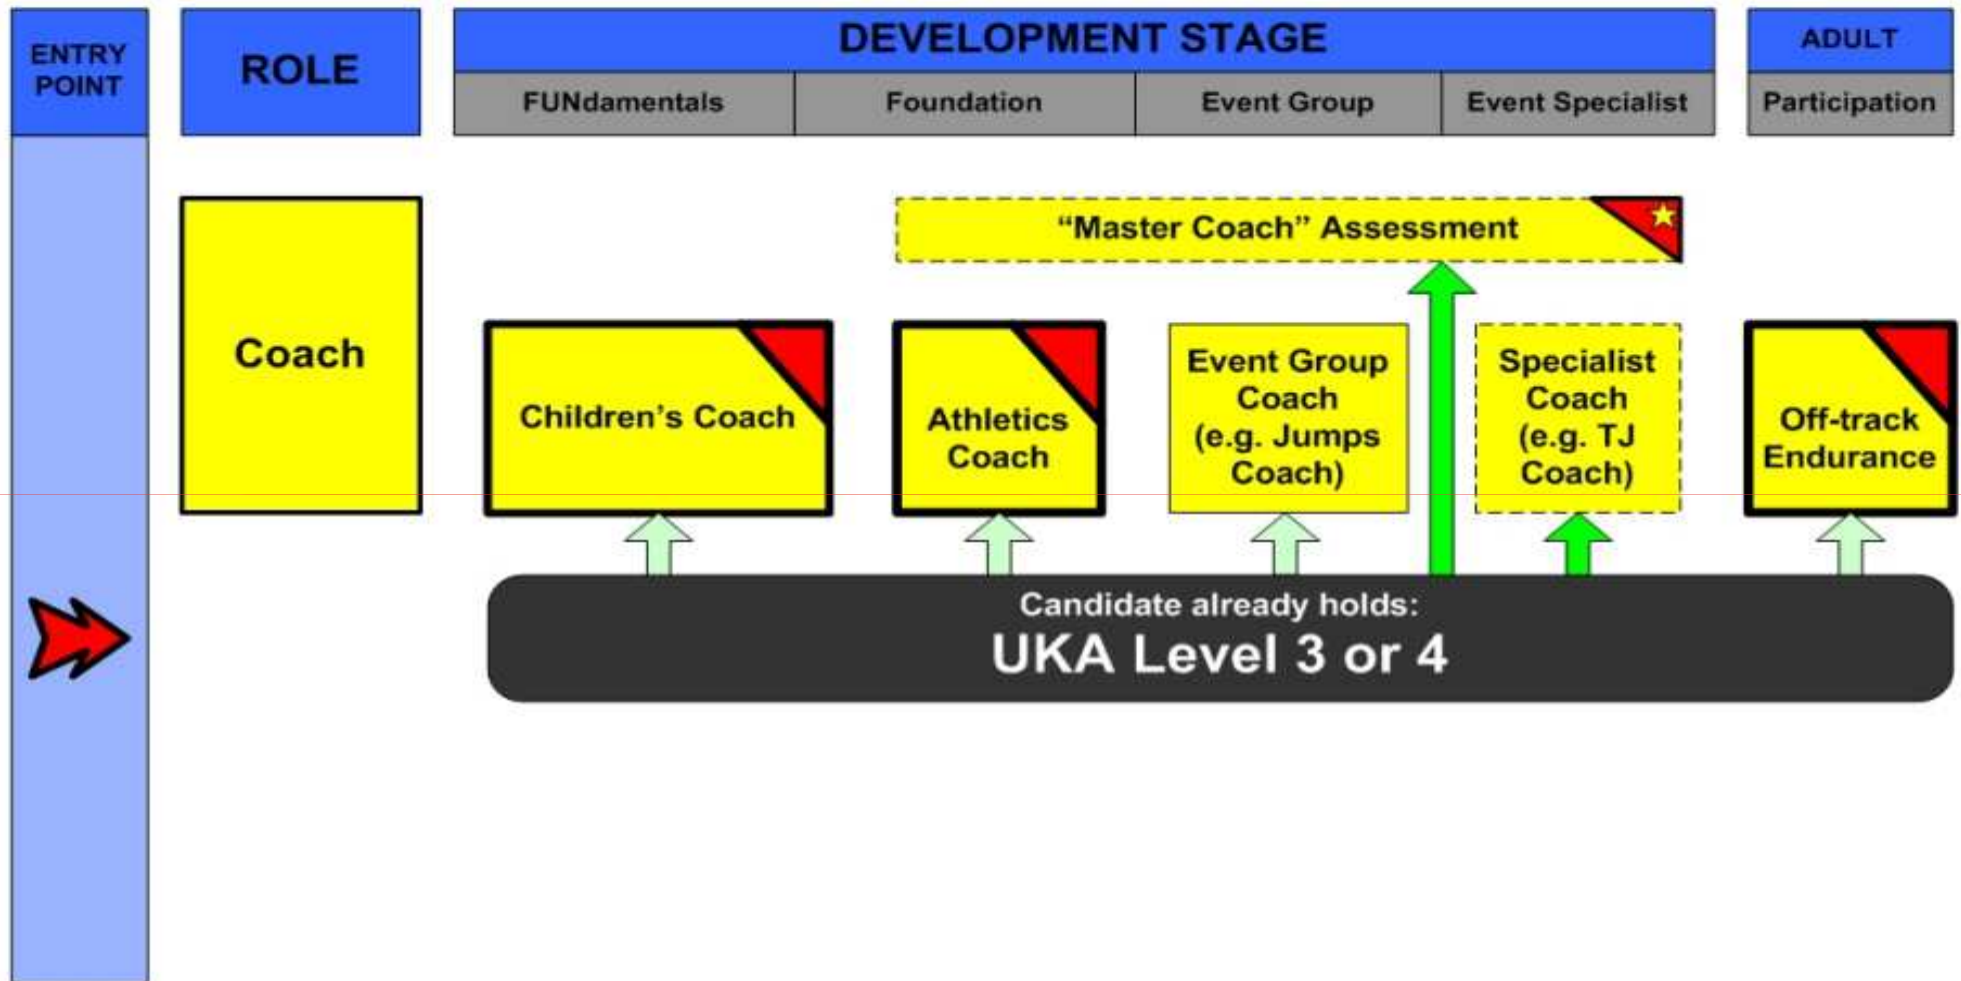 ENTRY
POINT
ROLE
DEVELOPMENT STAGE
ADULT
FUNdamentals
Foundation
Event Group
Event Specialist
Participation
“Master Coach” Assessment
Coach
Children’s Coach
Athletics
Coach
Event Group
Coach
(e.g. Jumps
Coach)
Specialist
Coach
(e.g. TJ
Coach)
Off-track
Endurance
Candidate already holds:
UKA Level 3 or 4